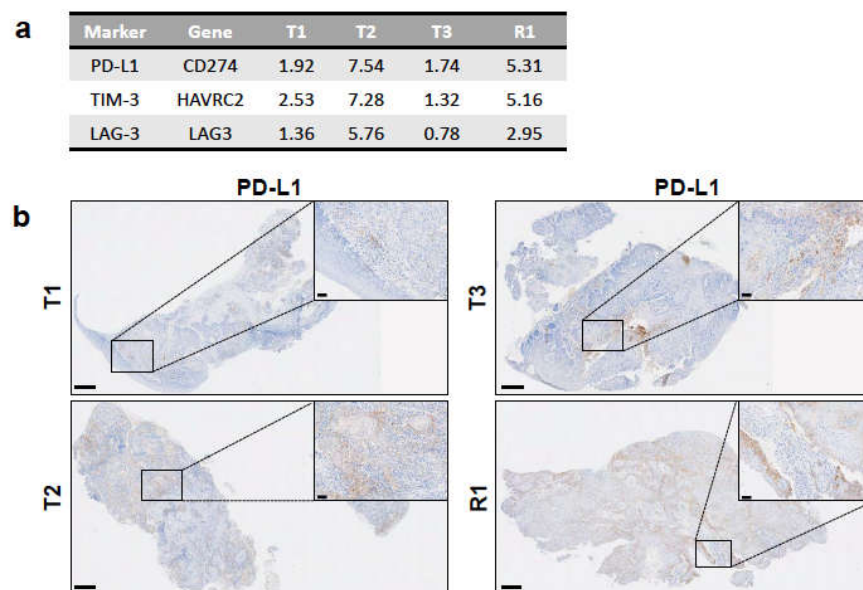 a
Marker Gene T1 T2 T3 R1
PD-L1 CD274 1.92 7.54 1.74 5.31
TIM-3 HAVRC2 2.53 7.28 1.32 5.16
LAG-3 LAG3 1.36 5.76 0.78 2.95
b
PD-L1 PD-L1
T1
T3
T2
R1